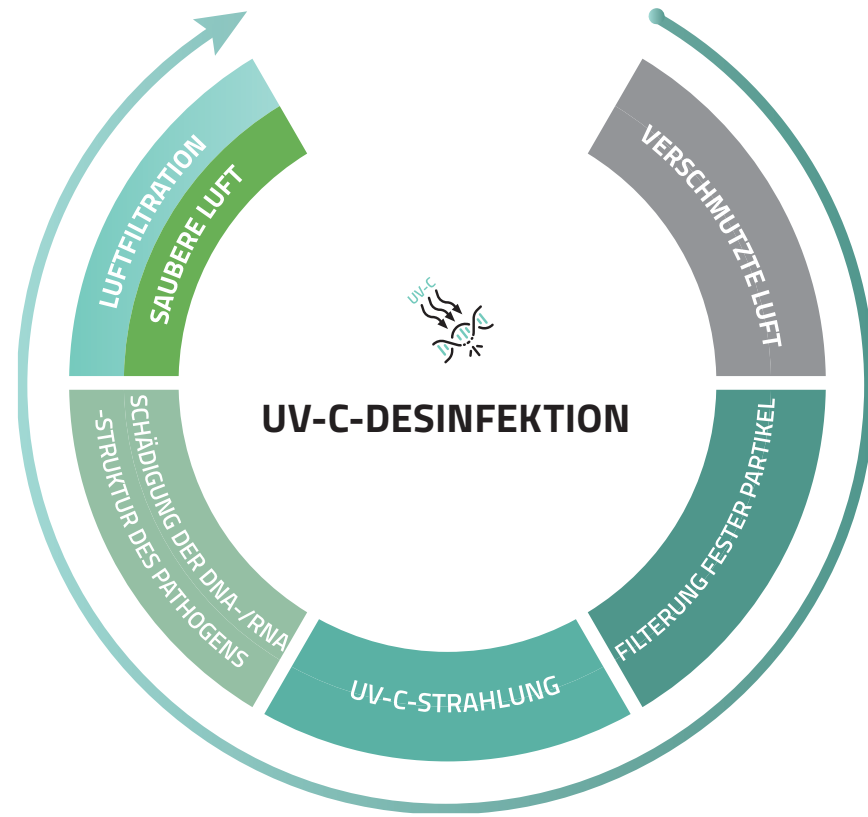 VERSCHMUTZTE LUFT
FILTERUNG FESTER PARTIKEL
UV-C-STRAHLUNG
SCHÄDIGUNG DER DNA-/RNA
-STRUKTUR DES PATHOGENS
LUFTFILTRATION
SAUBERE LUFT
UV-C
UV-C-DESINFEKTION